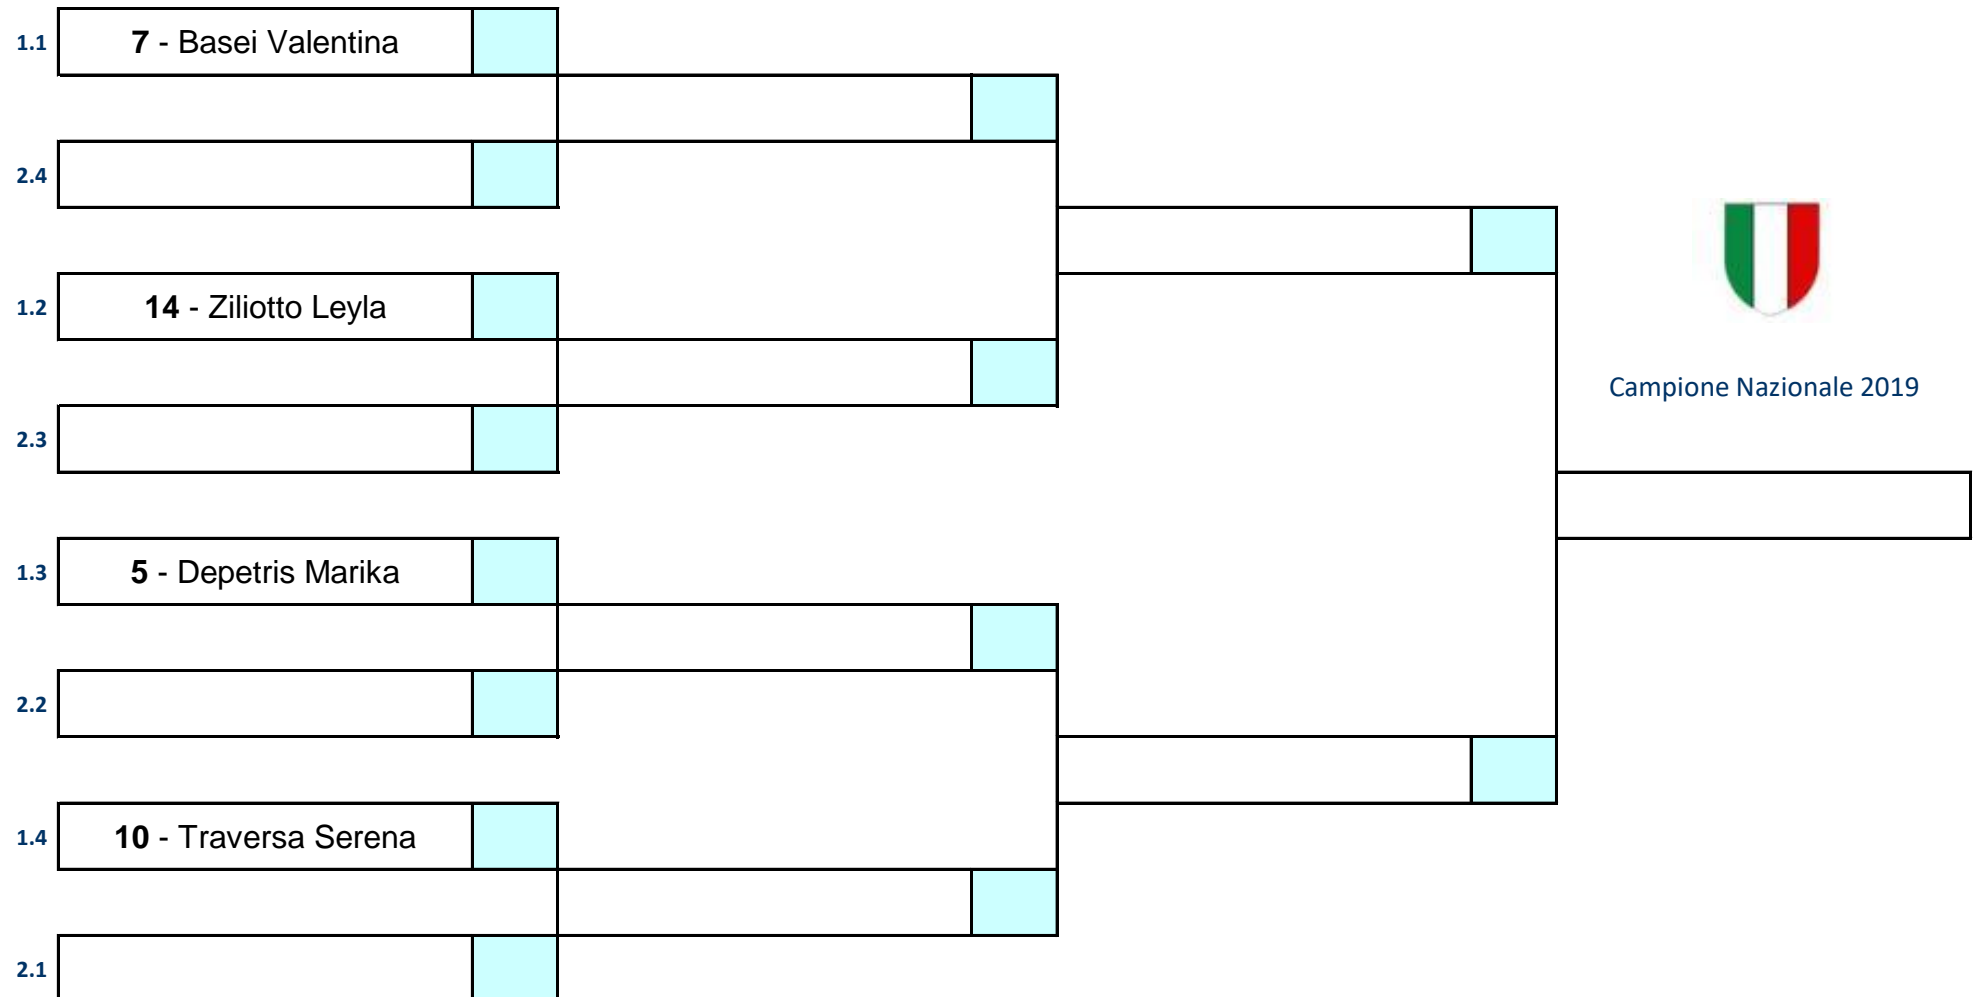 1.1 7 - Basei Valentina
2.4
1.2 14 - Ziliotto Leyla
Campione Nazionale 2019
2.3
1.3 5 - Depetris Marika
2.2
1.4 10 - Traversa Serena
2.1